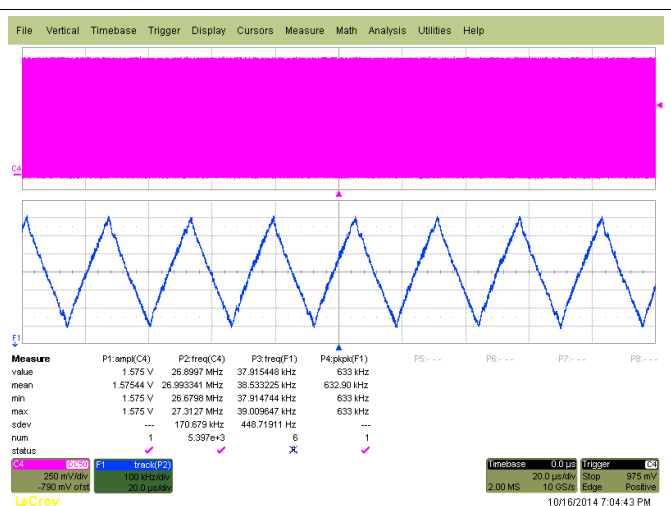 File Vertical Timebase Trigger Display Cursors Measure Math Analysis Utilities Help
C4
F1
Measure P1:ampl(C4) P2:freq(C4) P3:freq(F1) P4:pkpk(F1) P5:- - - P6:- - - P7:- - - P8:- - -
value 1.575 V 26.8997 MHz 37.915448 kHz 633 kHz
mean 1.57544 V 26.993341 MHz 38.533225 kHz 632.90 kHz
min 1.575 V 26.6798 MHz 37.914744 kHz 633 kHz
max 1.575 V 27.3127 MHz 39.009647 kHz 633 kHz
sdev --- 170.679 kHz 448.71911 Hz ---
num 1 5.397e+3 6 1
status
C4 DC50 F1 track(P2) Timebase 0.0 µs Trigger C4
250 mV/div 100 kHz/div 20.0 µs/div Stop 975 mV
-790 mV ofst 20.0 µs/div 2.00 MS 10 GS/s Edge Positive
LeCroy 10/16/2014 7:04:43 PM